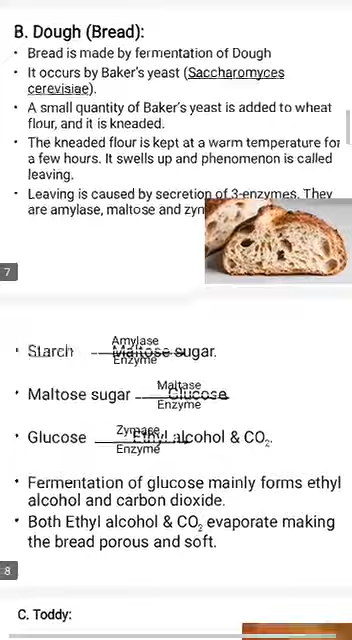 B. Dough (Bread):
• Bread is made by fermentation of Dough
• It occurs by Baker's yeast (Saccharomyces
cerevisiae).
• A small quantity of Baker's yeast is added to wheat
flour, and it is kneaded.
• The kneaded flour is kept at a warm temperature for
a few hours. It swells up and phenomenon is called
leaving.
• Leaving is caused by secretion of 3-enzymes. They
are amylase, maltose and zym
7
Amylase
• Starch Maltose sugar.
Enzyme
Maltase
• Maltose sugar Glucose
Enzyme
Zymase
• Glucose Ethyl alcohol & CO₂.
Enzyme
• Fermentation of glucose mainly forms ethyl
alcohol and carbon dioxide.
• Both Ethyl alcohol & CO₂ evaporate making
the bread porous and soft.
8
C. Toddy: